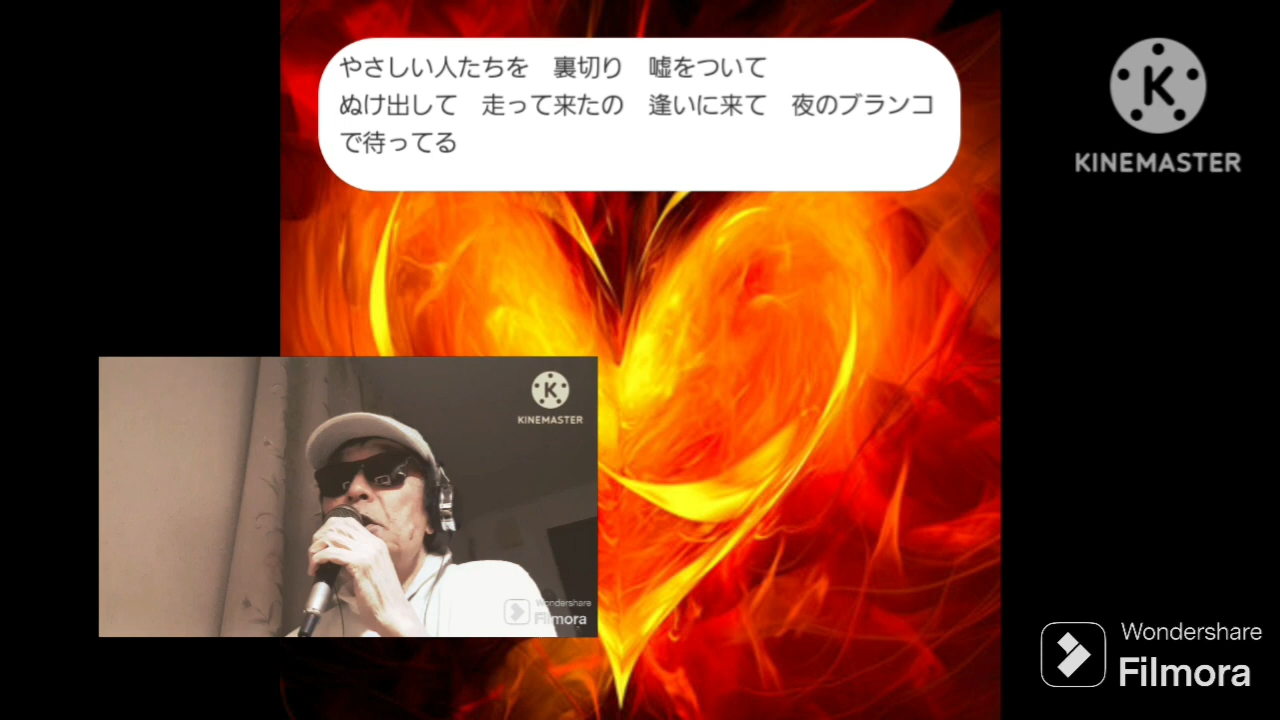 やさしい人たちを　裏切り　嘘をついて
ぬけ出して　走って来たの　逢いに来て　夜のブランコ
で待ってる
K
KINEMASTER
K
KINEMASTER
Wondershare
Filmora
Wondershare
Filmora